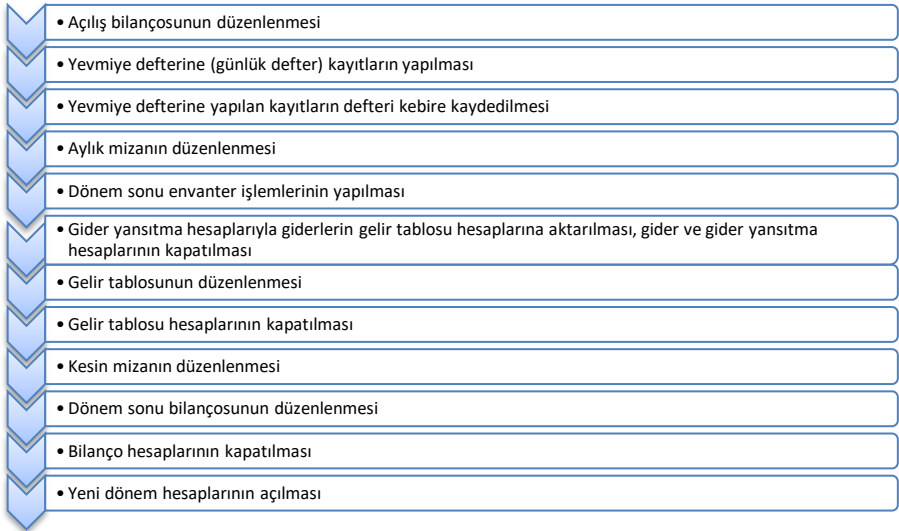 • Açılış bilançosunun düzenlenmesi
• Yevmiye defterine (günlük defter) kayıtların yapılması
• Yevmiye defterine yapılan kayıtların defteri kebire kaydedilmesi
• Aylık mizanın düzenlenmesi
• Dönem sonu envanter işlemlerinin yapılması
• Gider yansıtma hesaplarıyla giderlerin gelir tablosu hesaplarına aktarılması, gider ve gider yansıtma
hesaplarının kapatılması
• Gelir tablosunun düzenlenmesi
• Gelir tablosu hesaplarının kapatılması
• Kesin mizanın düzenlenmesi
• Dönem sonu bilançosunun düzenlenmesi
• Bilanço hesaplarının kapatılması
• Yeni dönem hesaplarının açılması